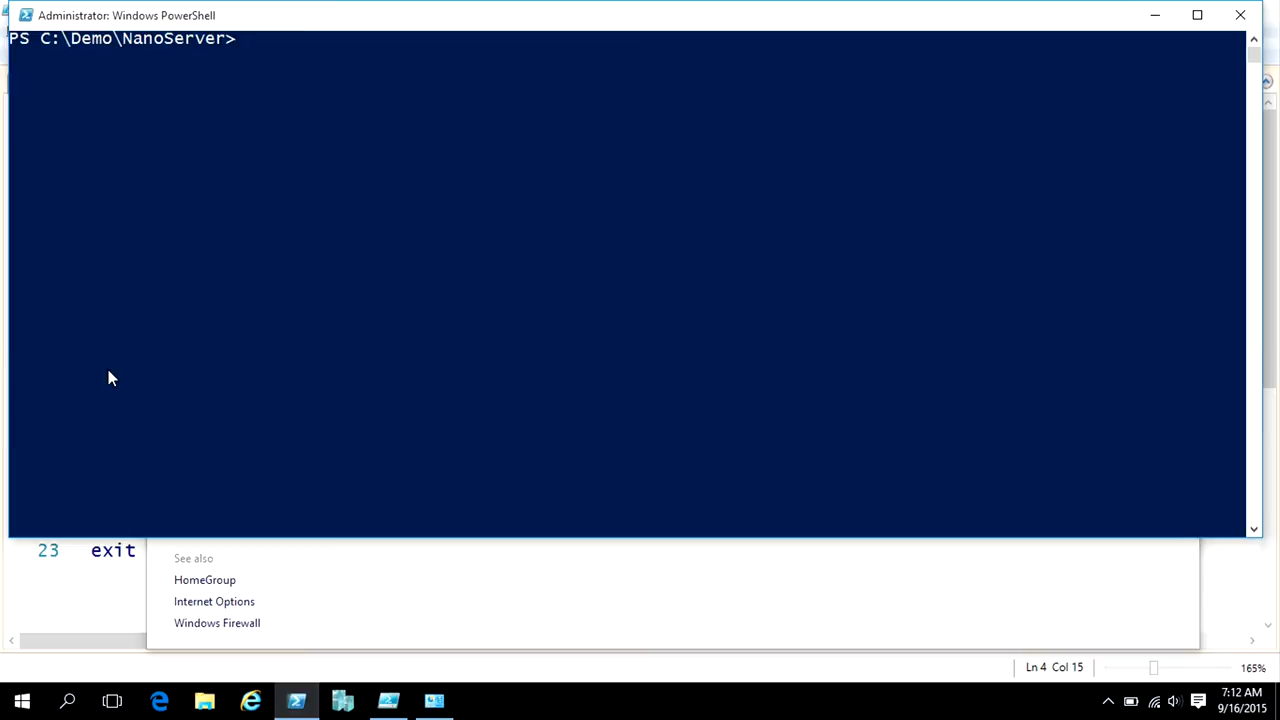 Administrator: Windows PowerShell
PS C:\Demo\NanoServer>
23 exit
See also
HomeGroup
Internet Options
Windows Firewall
Ln 4 Col 15
165%
7:12 AM
9/16/2015